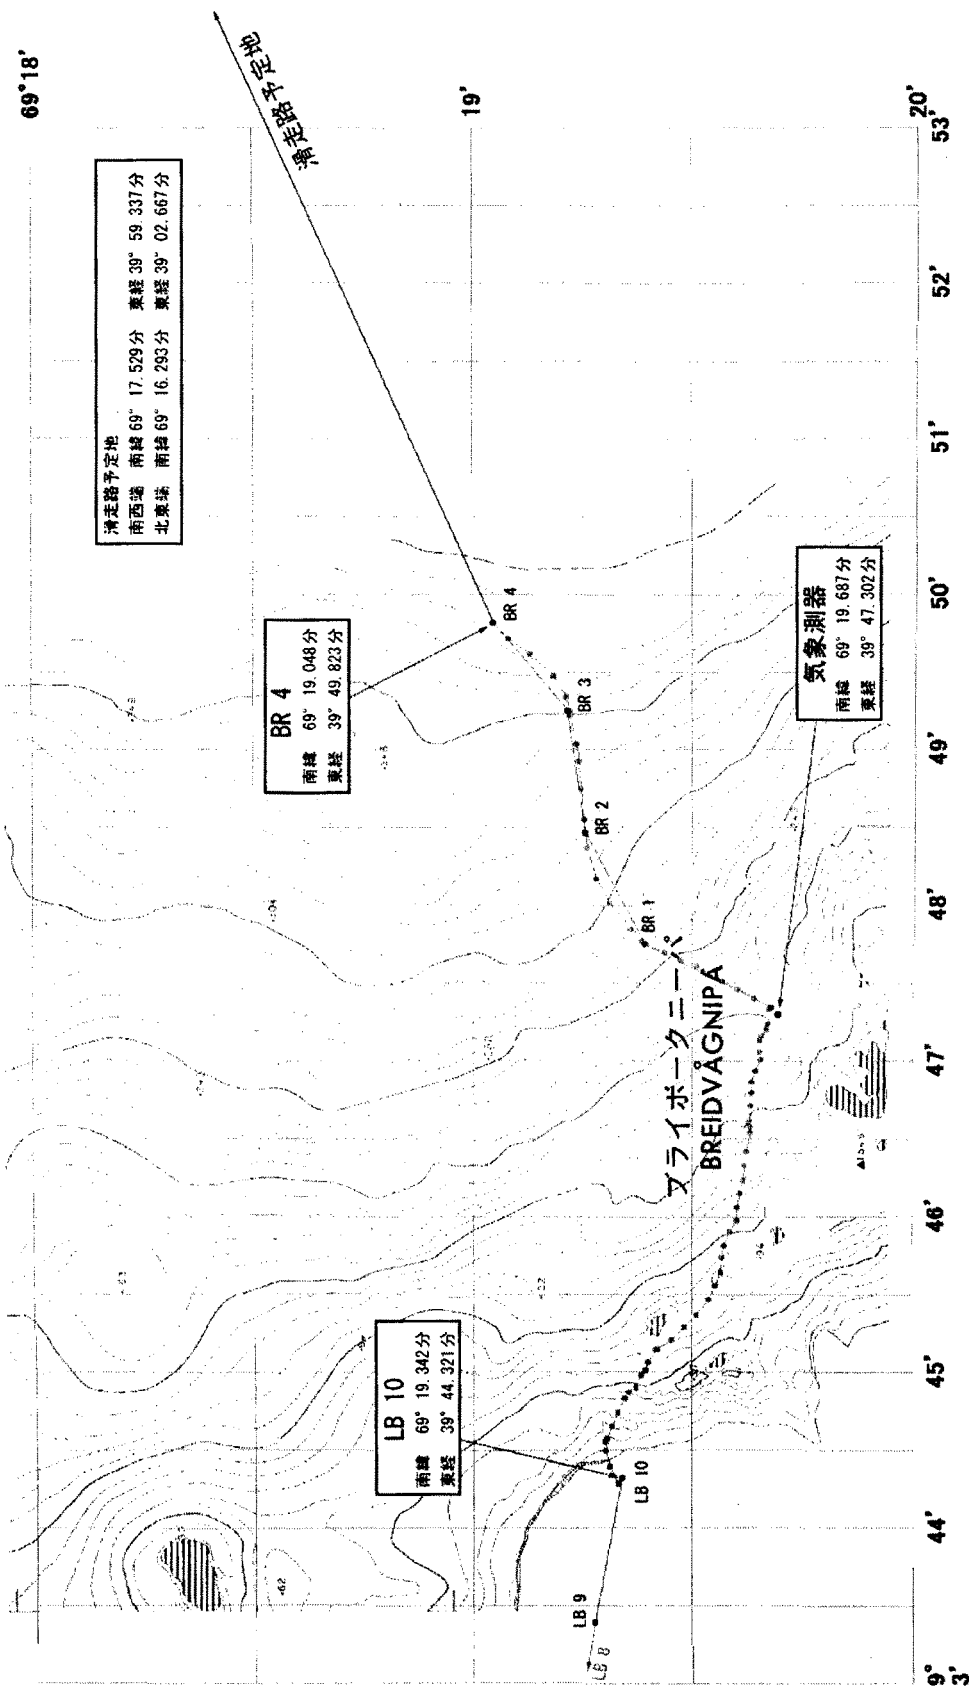 69°18'
19'
20'
滑走路予定地
滑走路予定地
南西端 南緯 69° 17.529分 東経 39° 59.337分
北東端 南緯 69° 16.293分 東経 39° 02.667分
BR 4
南緯 69° 19.048分
東経 39° 49.823分
BR 4
BR 3
BR 2
BR 1
気象測器
南緯 69° 19.687分
東経 39° 47.302分
ブライボークニーパ
BREIDVÅGNIPA
LB 10
南緯 69° 19.342分
東経 39° 44.321分
LB 10
LB 9
LB 8
53'
52'
51'
50'
49'
48'
47'
46'
45'
44'
9°
3'